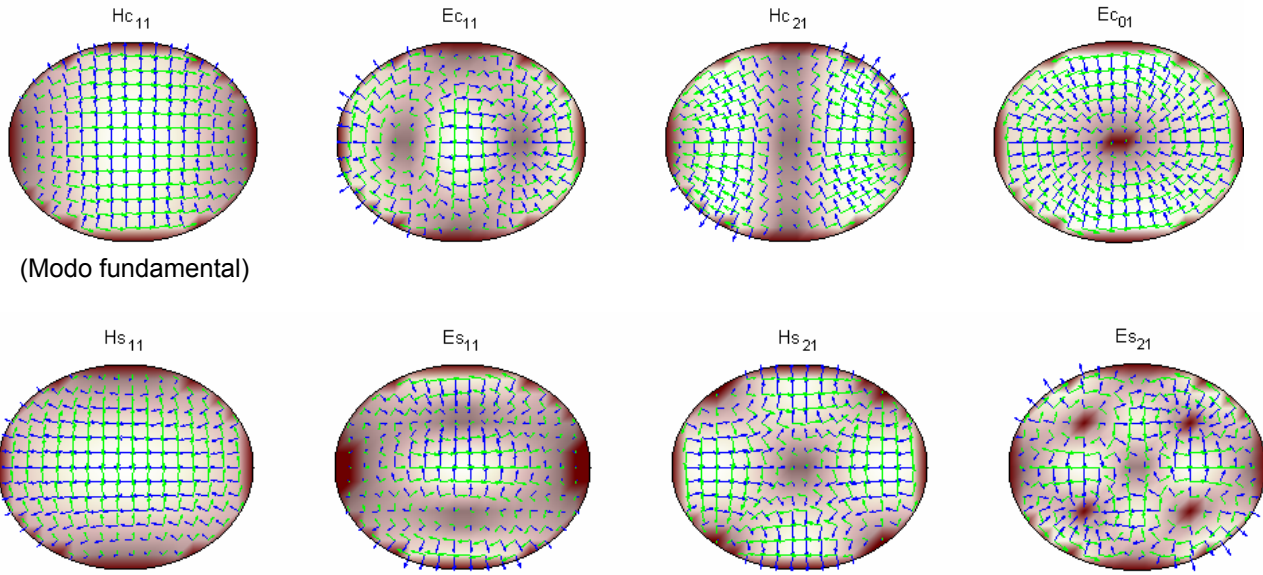 Hc11 Ec11 Hc21 Ec01
(Modo fundamental)
Hs11 Es11 Hs21 Es21